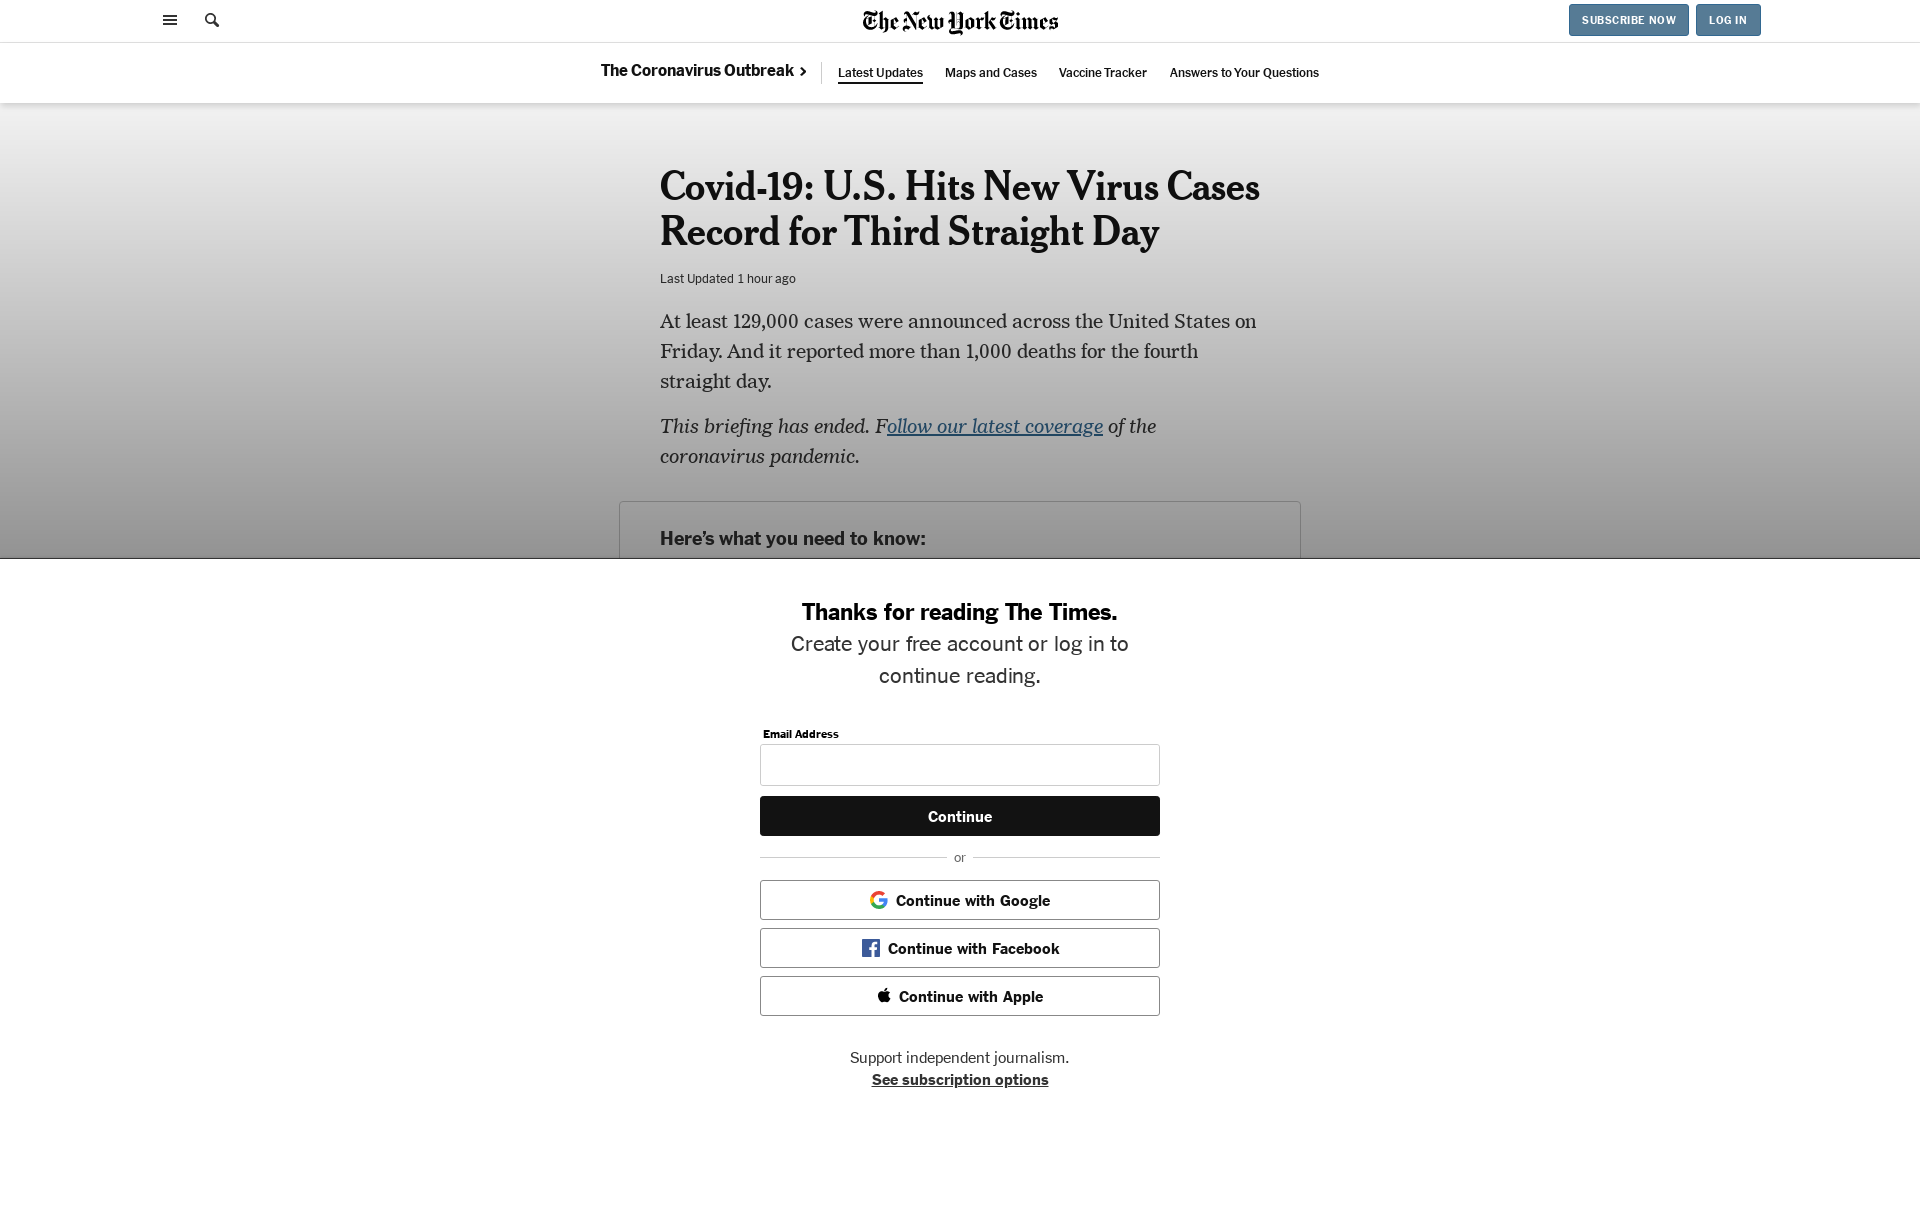 The New York Times
SUBSCRIBE NOW
LOG IN
The Coronavirus Outbreak
Latest Updates
Maps and Cases
Vaccine Tracker
Answers to Your Questions
Covid-19: U.S. Hits New Virus Cases
Record for Third Straight Day
Last Updated 1 hour ago
At least 129,000 cases were announced across the United States on
Friday. And it reported more than 1,000 deaths for the fourth
straight day.
This briefing has ended. Follow our latest coverage of the
coronavirus pandemic.
Here’s what you need to know:
Thanks for reading The Times.
Create your free account or log in to
continue reading.
Email Address
Continue
or
Continue with Google
Continue with Facebook
Continue with Apple
Support independent journalism.
See subscription options